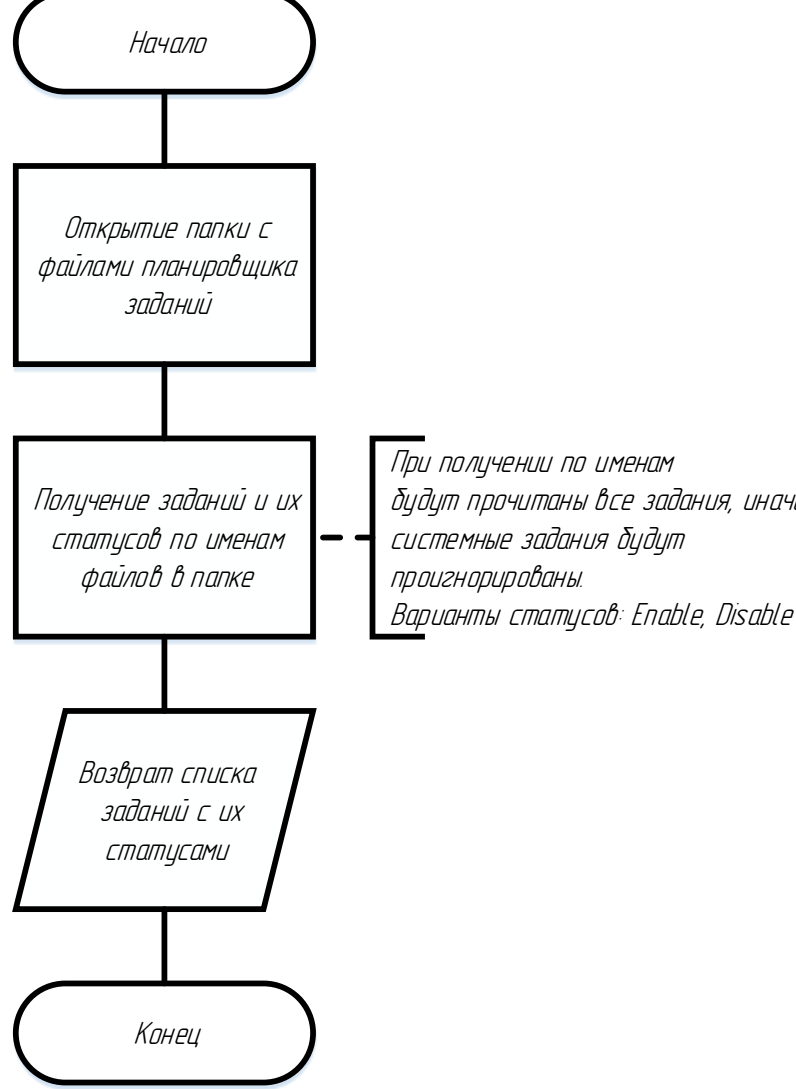 Начало
Открытие папки с
файлами планировщика
заданий
Получение заданий и их
статусов по именам
файлов в папке
При получении по именам
будут прочитаны все задания,
системные задания будут
проигнорированы.
Варианты статусов: Enable, Disable
Возврат списка
заданий с их
статусами
Конец